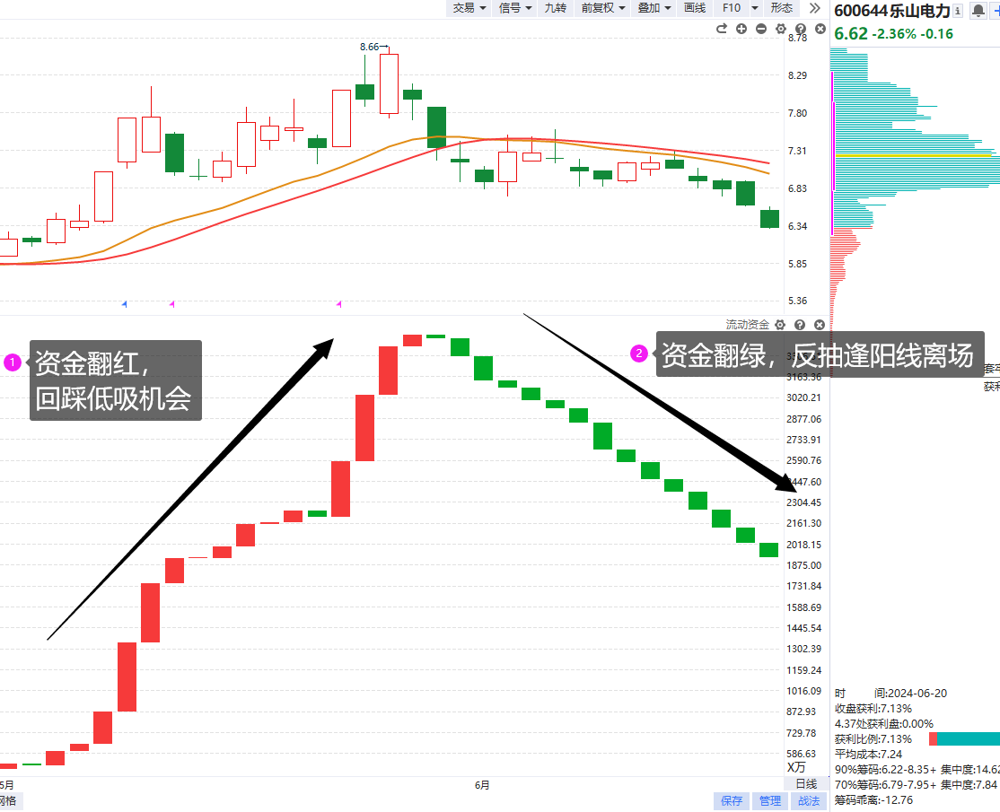 交易 信号 九转 前复权 叠加 画线 F10 形态
600644 乐山电力
6.62 -2.36% -0.16
8.66
8.78
8.29
7.80
7.31
6.83
6.34
5.85
5.36
流动资金
① 资金翻红，
回踩低吸机会
② 资金翻绿，反抽逢阳线离场
3163.36
3020.21
2877.06
2733.91
2590.76
2447.60
2304.45
2161.30
2018.15
1875.00
1731.84
1588.69
1445.54
1302.39
1159.24
1016.09
872.93
729.78
586.63
X万
套牢
获利
时 间:2024-06-20
收盘获利:7.13%
4.37处获利盘:0.00%
获利比例:7.13%
平均成本:7.24
90%筹码:6.22-8.35+ 集中度:14.62
70%筹码:6.79-7.95+ 集中度:7.84
筹码乖离:-12.76
5月 6月 日线
网格 保存 管理 战法